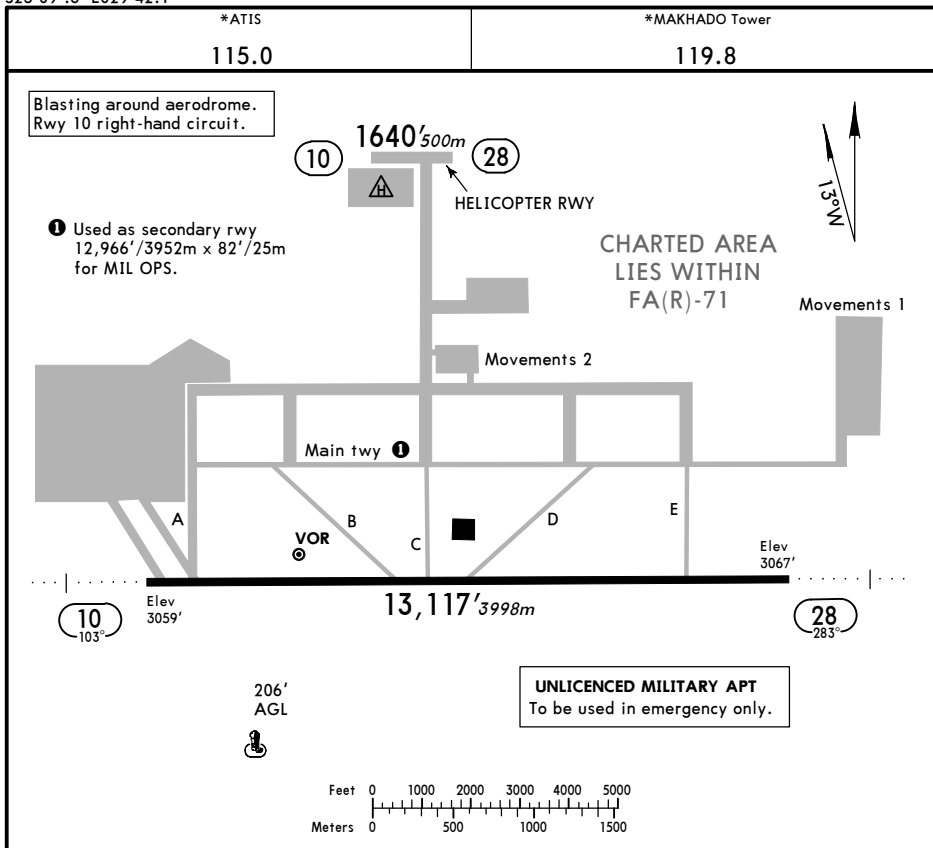 *ATIS
115.0
*MAKHADO Tower
119.8
Blasting around aerodrome.
Rwy 10 right-hand circuit.
1640' 500m
10
28
H
HELICOPTER RWY
13°W
1 Used as secondary rwy
12,966'/3952m x 82'/25m
for MIL OPS.
CHARTED AREA
LIES WITHIN
FA(R)-71
Movements 1
Movements 2
Main twy 1
A
B
C
D
E
VOR
Elev
3067'
Elev
3059'
10
103°
13,117' 3998m
28
283°
206'
AGL
UNLICENCED MILITARY APT
To be used in emergency only.
Feet 0 1000 2000 3000 4000 5000
Meters 0 500 1000 1500